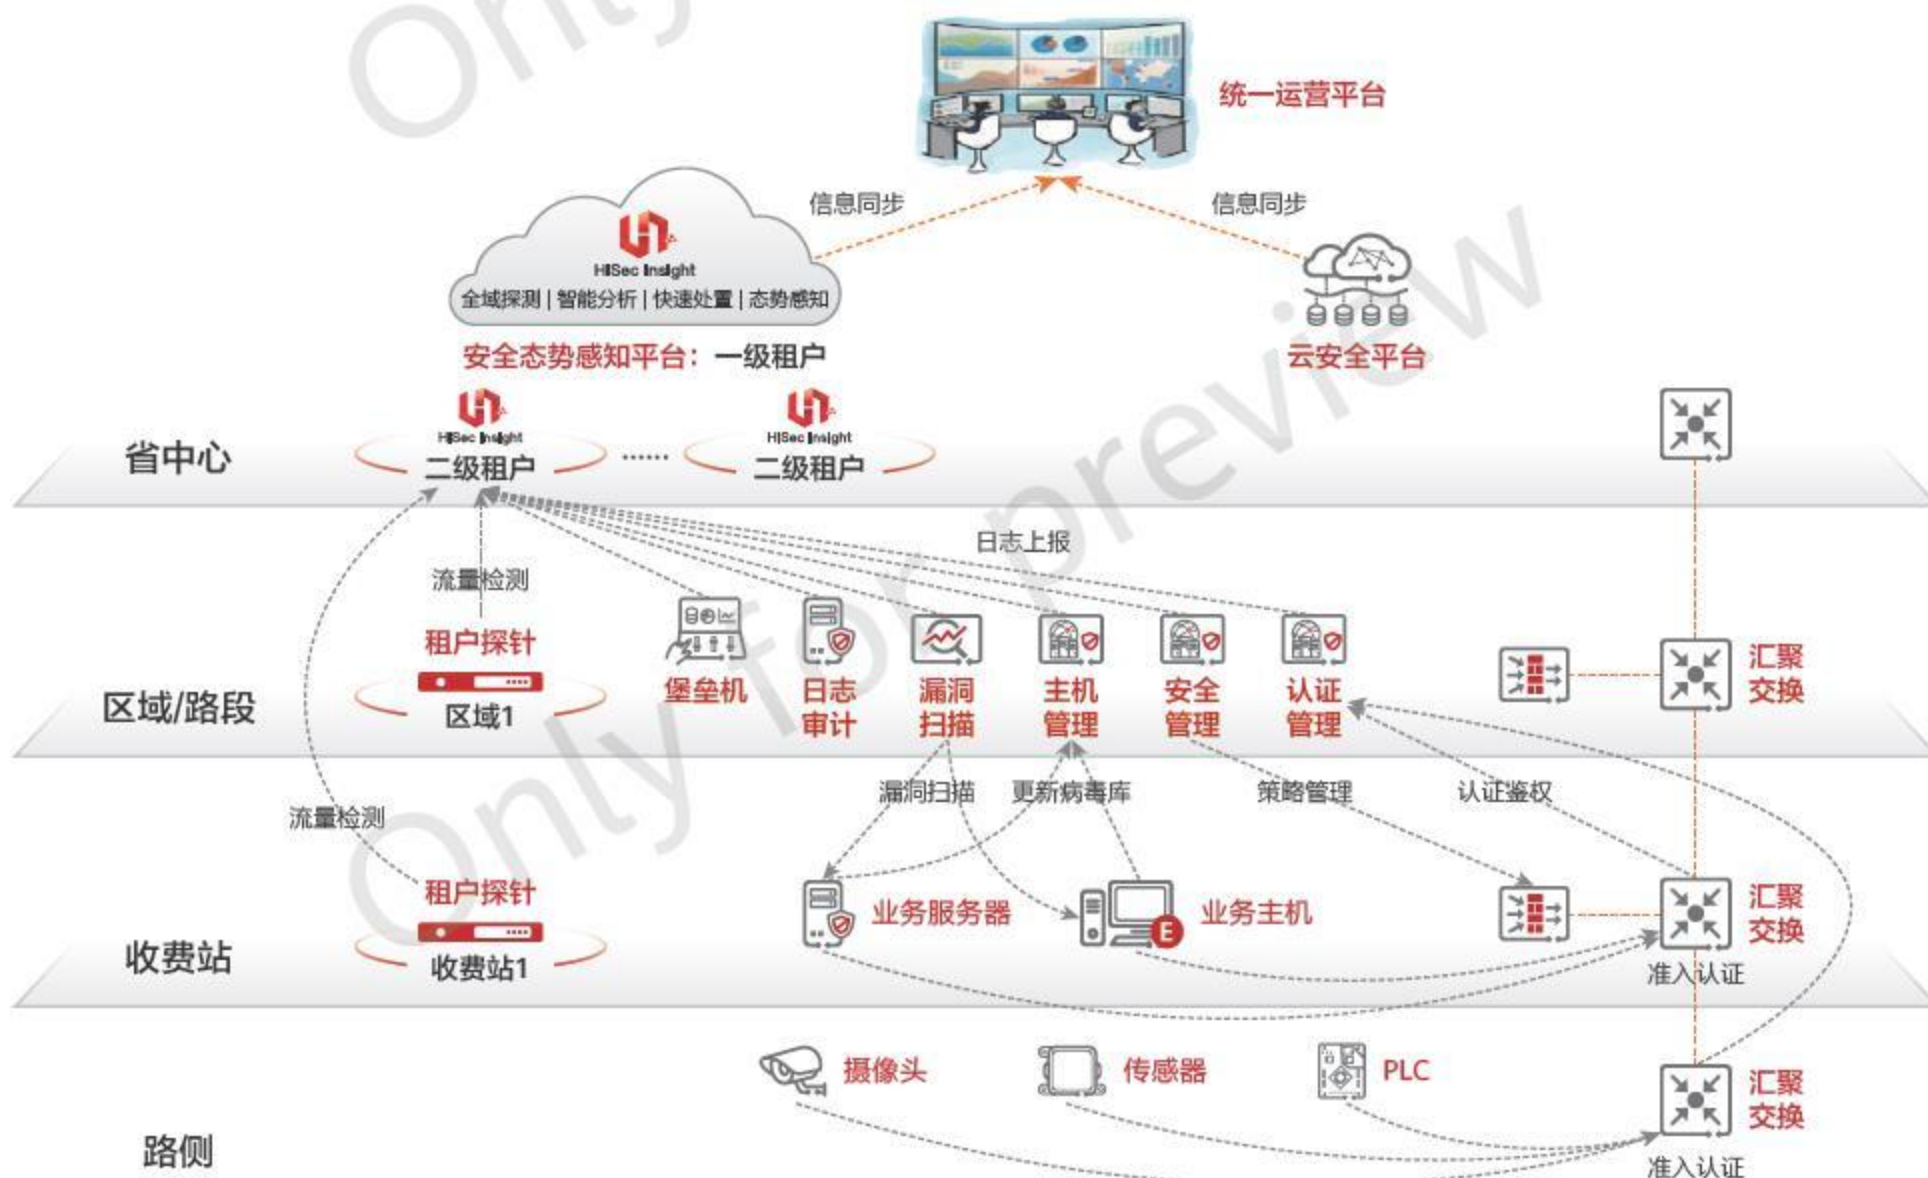 Only for preview
统一运营平台
信息同步
信息同步
HiSec Insight
全域探测 | 智能分析 | 快速处置 | 态势感知
安全态势感知平台：一级租户
云安全平台
省中心
HiSec Insight
二级租户
......
HiSec Insight
二级租户
日志上报
流量检测
租户探针
区域/路段
区域1
堡垒机
日志
审计
漏洞
扫描
主机
管理
安全
管理
认证
管理
汇聚
交换
流量检测
漏洞扫描
更新病毒库
策略管理
认证鉴权
租户探针
收费站
收费站1
业务服务器
E
业务主机
汇聚
交换
准入认证
路侧
摄像头
传感器
PLC
汇聚
交换
准入认证
Only